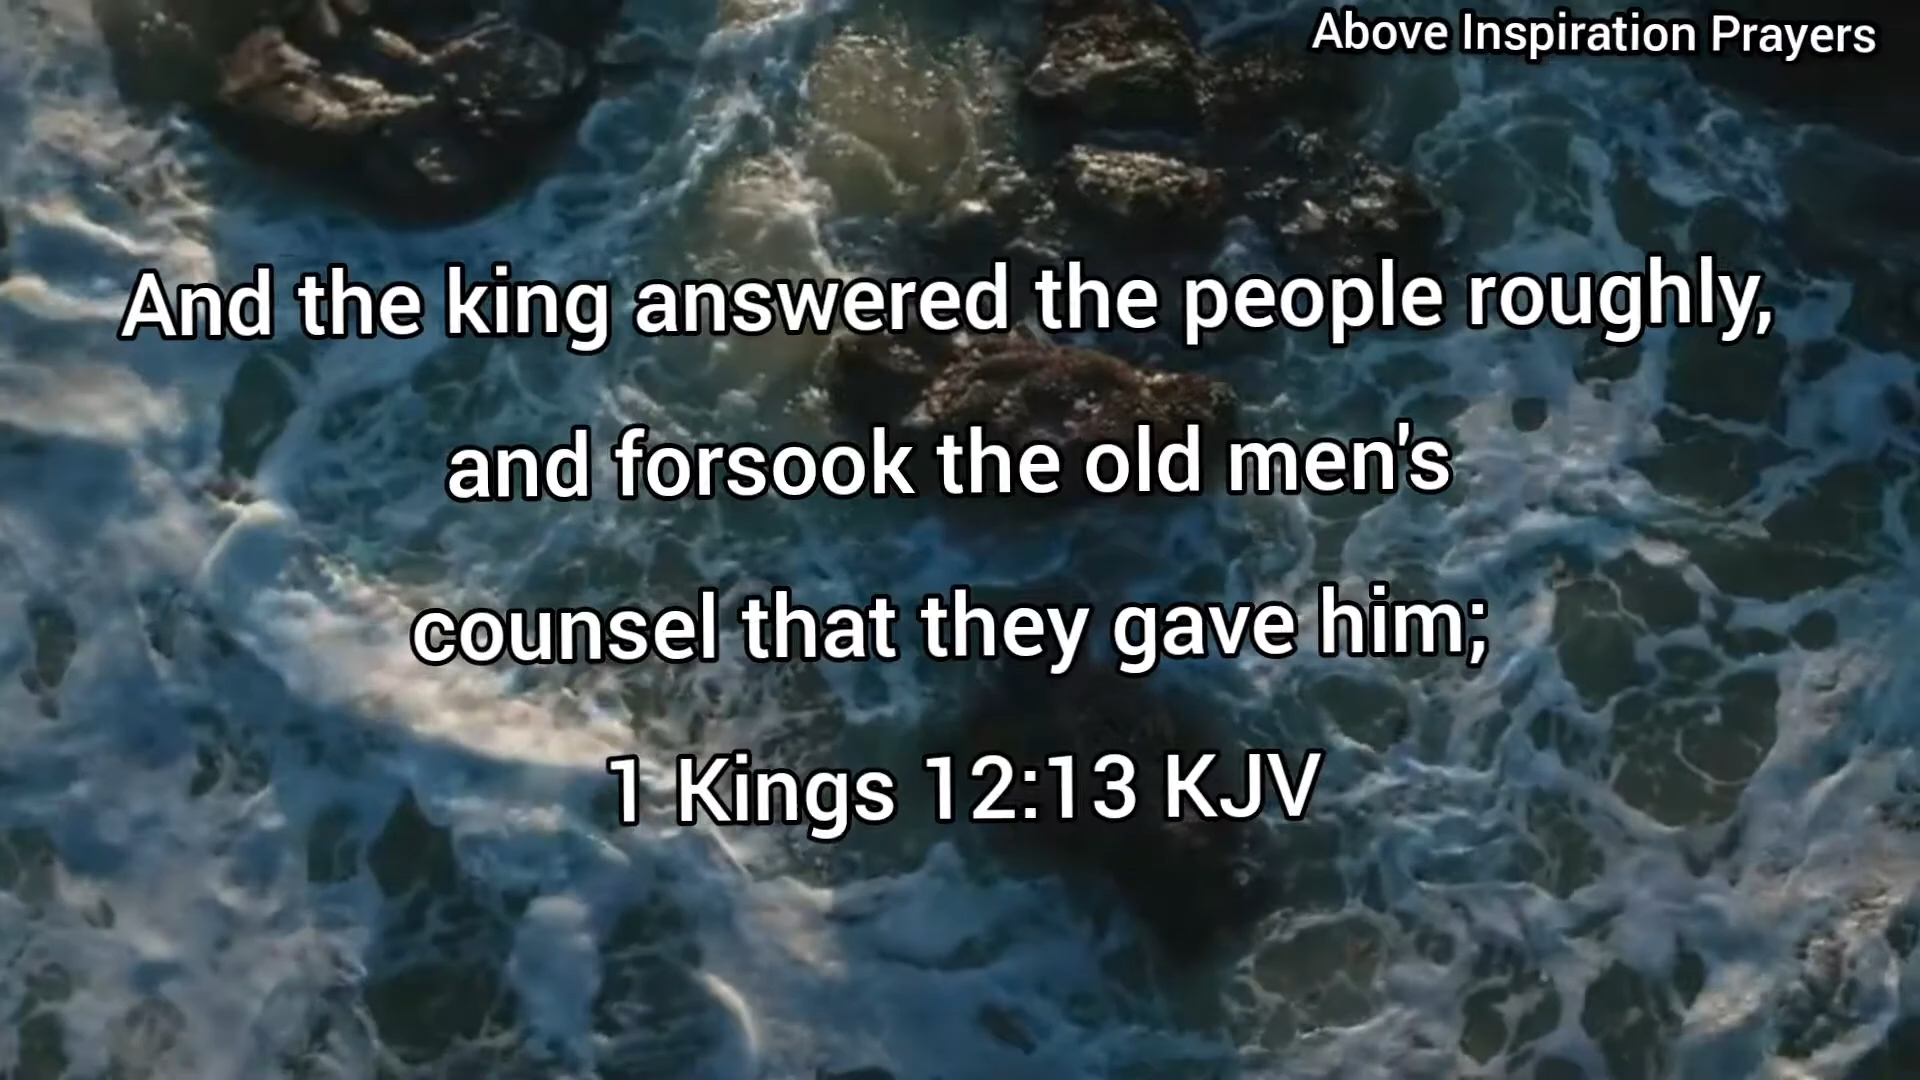 Above Inspiration Prayers
And the king answered the people roughly,
and forsook the old men's
counsel that they gave him;
1 Kings 12:13 KJV